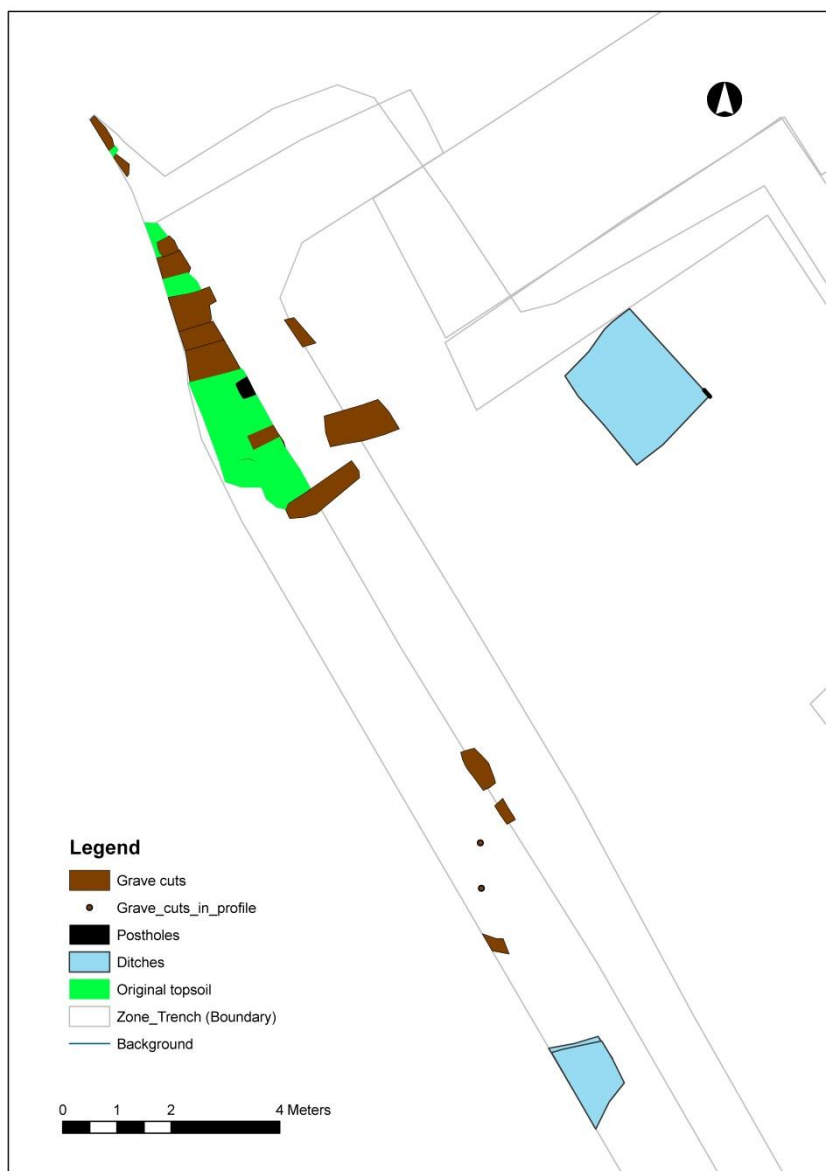 Legend
Grave cuts
Grave_cuts_in_profile
Postholes
Ditches
Original topsoil
Zone_Trench (Boundary)
Background
0 1 2 4 Meters